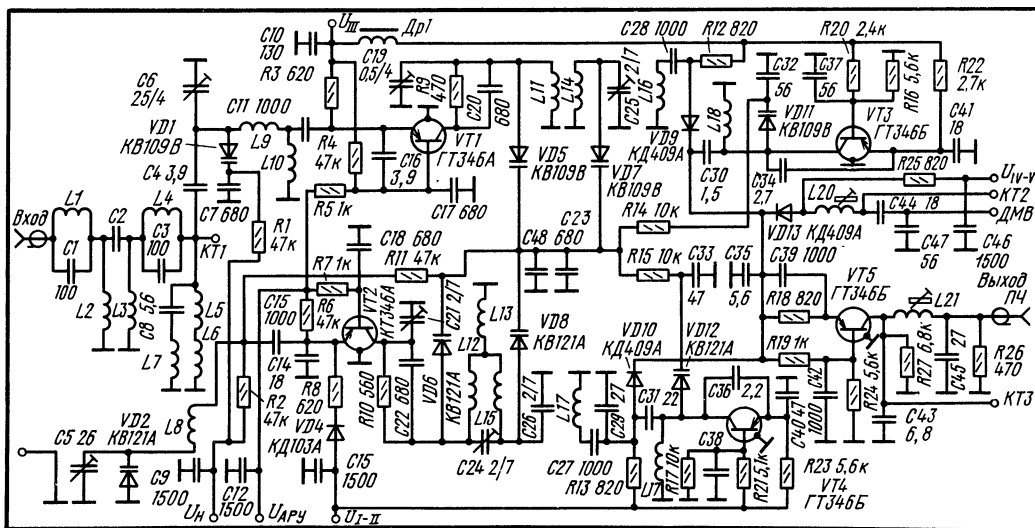 C10
130
UIII
Др1
C28 1000
R12 820
R20 2,4к
C6
25/4
R3 620
C19
0,5/4
R9
470
C20
680
L11
L14
C25 2/7
L16
C32
56
C37
56
R16 5,6к
R22
2,7к
C11 1000
VD1
КВ109В
L9
L10
R4
47к
VT1
ГТ346А
VD9
КД409А
L18
VD11
КВ109В
VT3
ГТ346Б
C41
18
C4 3,9
C16
3,9
VD5
КВ109В
VD7
КВ109В
C30
1,5
C34
2,7
R25 820
UIV-V
L1
L4
C7 680
R5 1к
C17 680
L20
КТ2
Вход
C2
C3
100
КТ1
R1
47к
C23
R14 10к
VD13 КД409А
C44 18
ДМВ
C1
100
C18 680
R11 47к
C48 680
R15 10к
C33
47
C35
5,6
C39
1000
C47
56
C46
1500
R7 1к
VT2
КТ346А
C21 2/7
L13
VT5
ГТ346Б
Выход
ПЧ
L2
L3
C8 5,6
L5
L6
C15
1000
R6
47к
VD8
КВ121А
R18 820
L21
L7
C14
18
L12
VD10
КД409А
VD12
КВ121А
R19 1к
R8
620
R10 560
C22 680
VD6
КВ121А
L15
C26 2/7
L17
C29 2/7
C31
22
C36
2,2
C42
1000
R24 5,6к
R27 6,8к
C45 27
R26
470
VD2
КВ121А
L8
R2
47к
VD4
КД103А
C40 47
C43
6,8
КТ3
C5 26
C9
1500
C12
1500
C15
1500
C24 2/7
C27 1000
R13 820
L17
R17 10к
C38
R21 5,1к
R23 5,6к
VT4
ГТ346Б
UН
UАРУ
UI-II